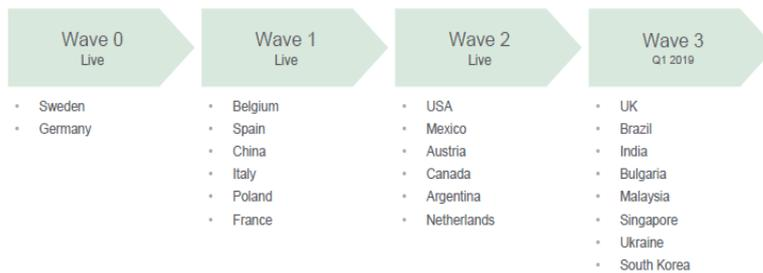 Wave 0
Live
• Sweden
• Germany
Wave 1
Live
• Belgium
• Spain
• China
• Italy
• Poland
• France
Wave 2
Live
• USA
• Mexico
• Austria
• Canada
• Argentina
• Netherlands
Wave 3
Q1 2019
• UK
• Brazil
• India
• Bulgaria
• Malaysia
• Singapore
• Ukraine
• South Korea